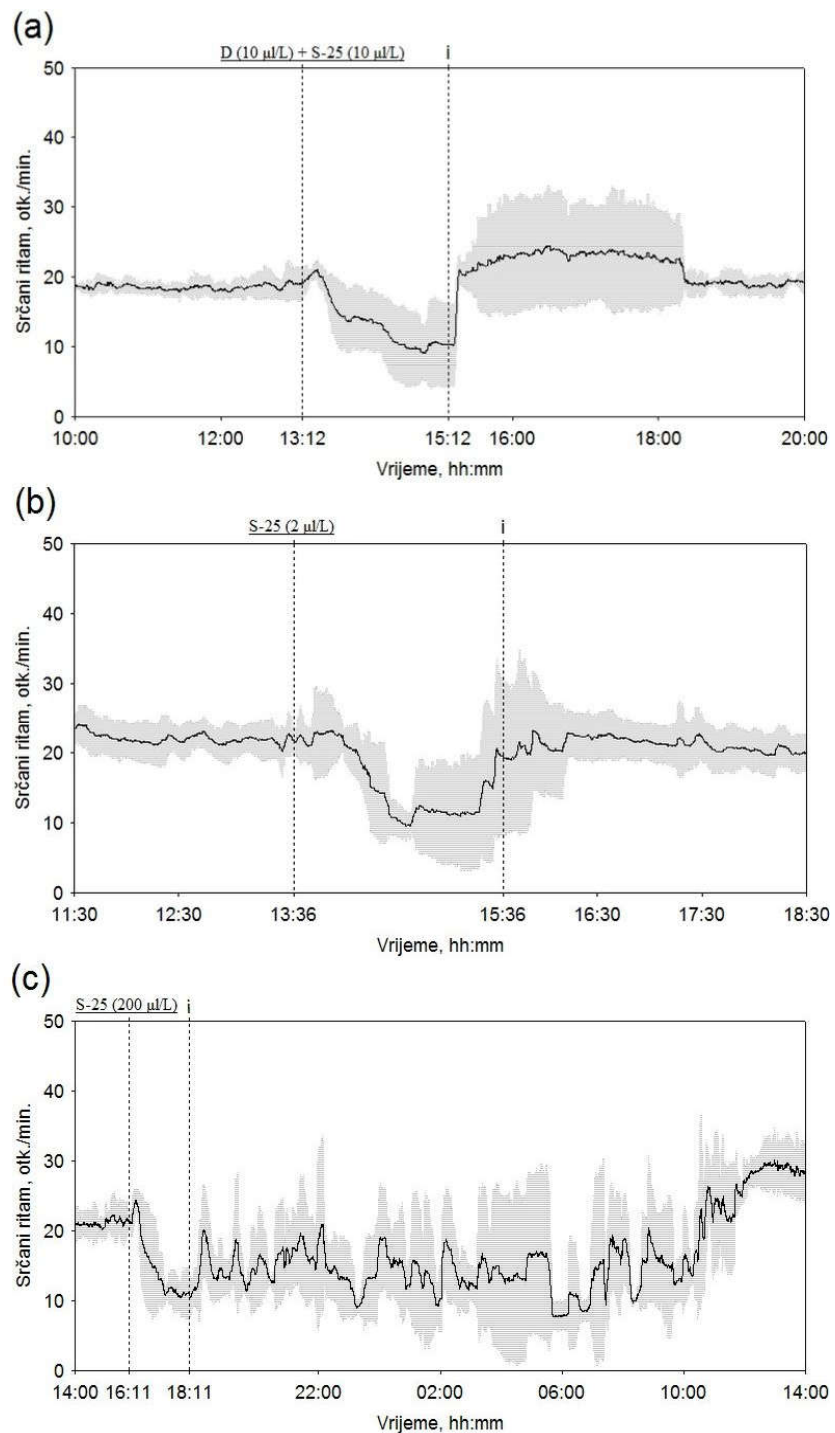 (a)
D (10 µl/L) + S-25 (10 µl/L) i
50
40
30
20
10
0
Srčani ritam, otk./min.
10:00 12:00 13:12 15:12 16:00 18:00 20:00
Vrijeme, hh:mm
(b)
S-25 (2 µl/L) i
50
40
30
20
10
0
Srčani ritam, otk./min.
11:30 12:30 13:36 15:36 16:30 17:30 18:30
Vrijeme, hh:mm
(c)
S-25 (200 µl/L) i
50
40
30
20
10
0
Srčani ritam, otk./min.
14:00 16:11 18:11 22:00 02:00 06:00 10:00 14:00
Vrijeme, hh:mm